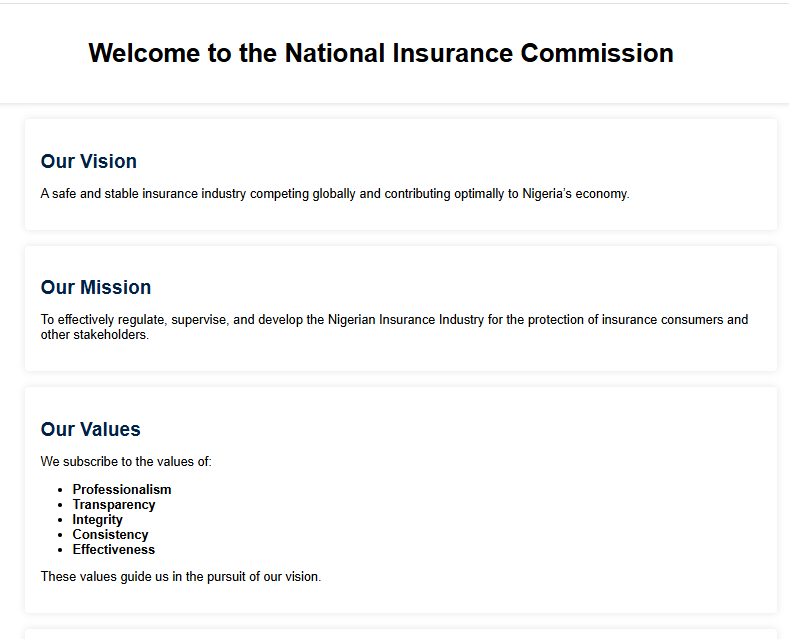 Welcome to the National Insurance Commission
Our Vision
A safe and stable insurance industry competing globally and contributing optimally to Nigeria's economy.
Our Mission
To effectively regulate, supervise, and develop the Nigerian Insurance Industry for the protection of insurance consumers and
other stakeholders.
Our Values
We subscribe to the values of:
• Professionalism
• Transparency
• Integrity
• Consistency
• Effectiveness
These values guide us in the pursuit of our vision.